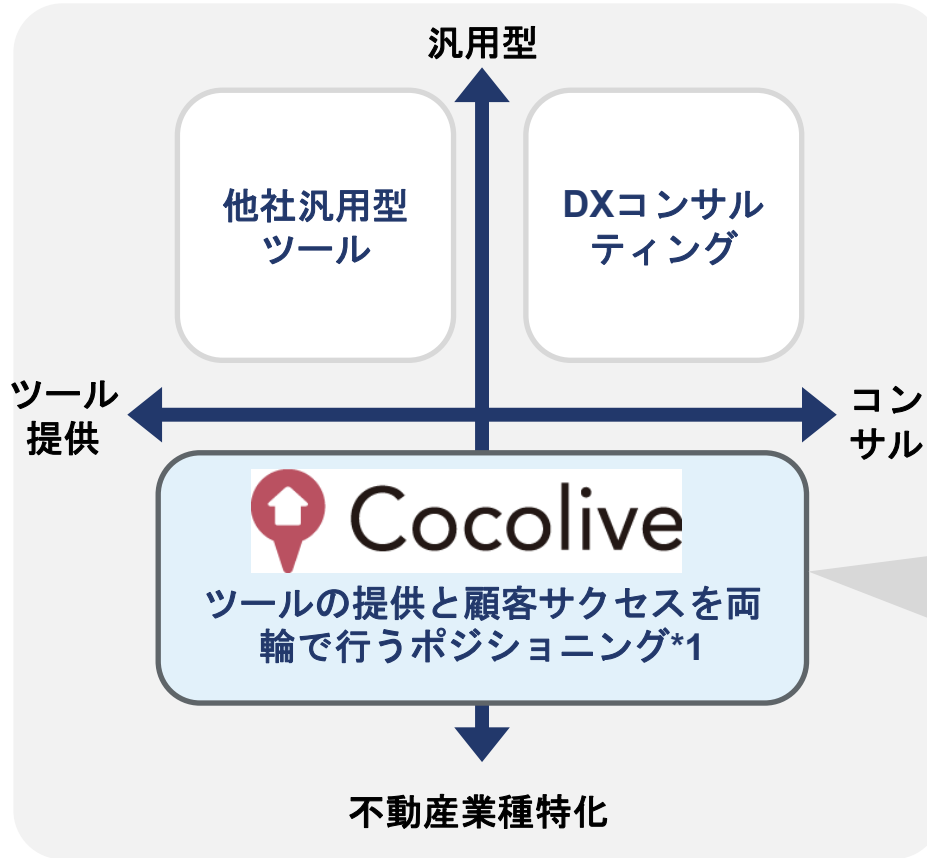 汎用型
他社汎用型
ツール
DXコンサル
ティング
ツール
提供
コン
サル
Cocolive
ツールの提供と顧客サクセスを両
輪で行うポジショニング*1
不動産業種特化